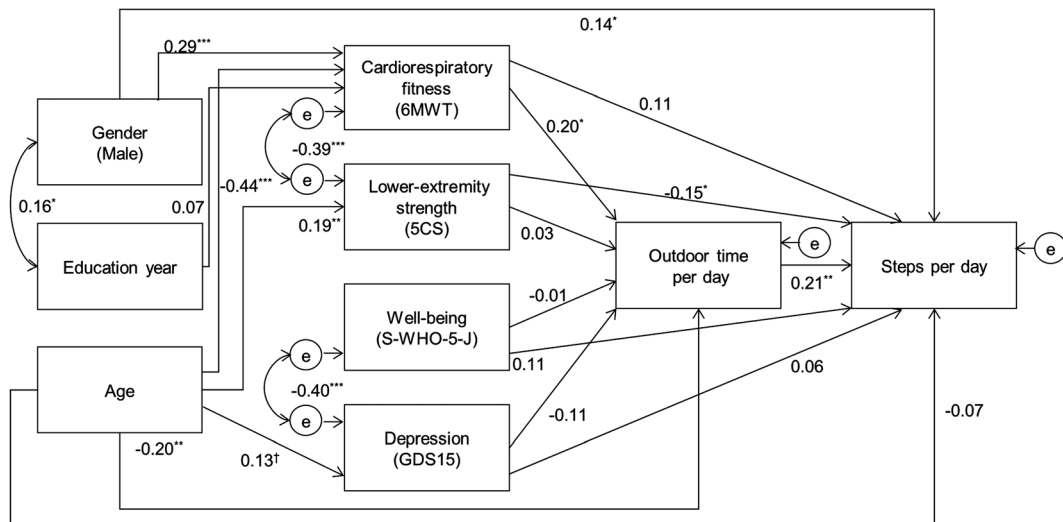 0.14*
0.29***
Cardiorespiratory
fitness
(6MWT)
0.11
Gender
(Male)
e
0.20*
-0.39***
e
-0.44***
Lower-extremity
strength
(5CS)
-0.15*
0.16*
0.07
0.19**
0.03
Education year
Outdoor time
per day
e
0.21**
Steps per day
e
-0.01
Well-being
(S-WHO-5-J)
e
0.11
0.06
Age
-0.40***
e
-0.11
-0.07
Depression
(GDS15)
-0.20**
0.13†